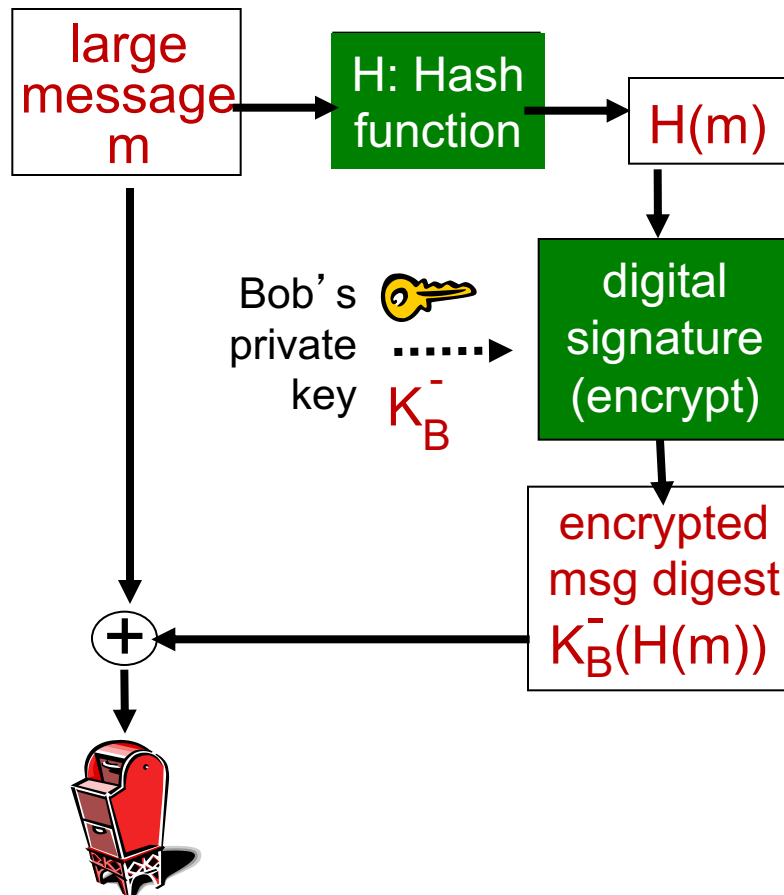 large
message
m
H: Hash
function
H(m)
Bob's
private
key
K_B^-
digital
signature
(encrypt)
encrypted
msg digest
K_B^-(H(m))
+